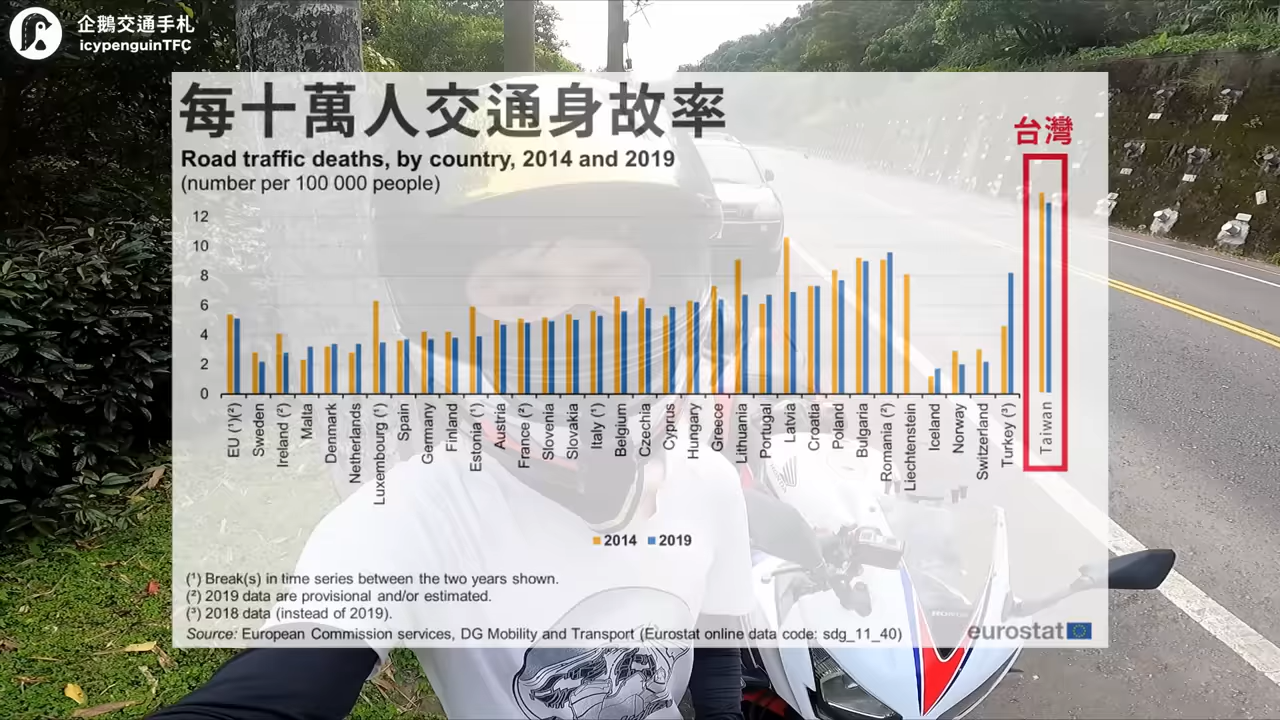 企鵝交通手札
icypenguinTFC
每十萬人交通身故率
台灣
Road traffic deaths, by country, 2014 and 2019
(number per 100 000 people)
12
10
8
6
4
2
0
EU (¹)(²)
Sweden
Ireland (²)
Malta
Denmark
Netherlands
Luxembourg (¹)
Spain
Germany
Finland
Estonia (¹)
Austria
France (²)
Slovenia
Slovakia
Italy (¹)
Belgium
Czechia
Cyprus
Hungary
Greece
Lithuania
Portugal
Latvia
Croatia
Poland
Bulgaria
Romania (²)
Liechtenstein
Iceland
Norway
Switzerland
Turkey (³)
Taiwan
2014 2019
(¹) Break(s) in time series between the two years shown.
(²) 2019 data are provisional and/or estimated.
(³) 2018 data (instead of 2019).
Source: European Commission services, DG Mobility and Transport (Eurostat online data code: sdg_11_40)
eurostat
HONDA